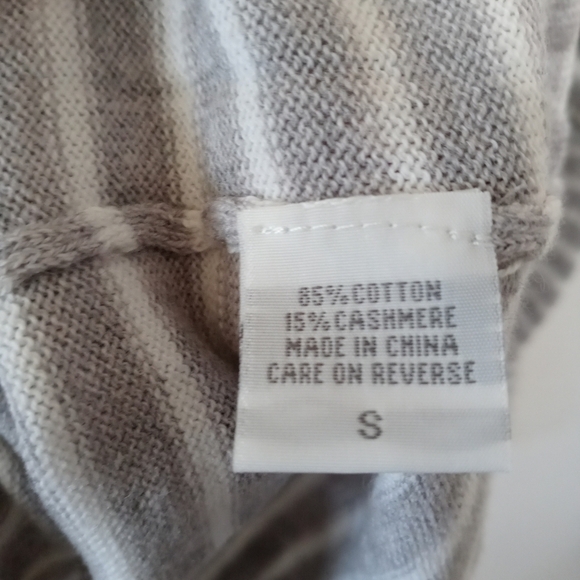 85% COTTON
15% CASHMERE
MADE IN CHINA
CARE ON REVERSE
S